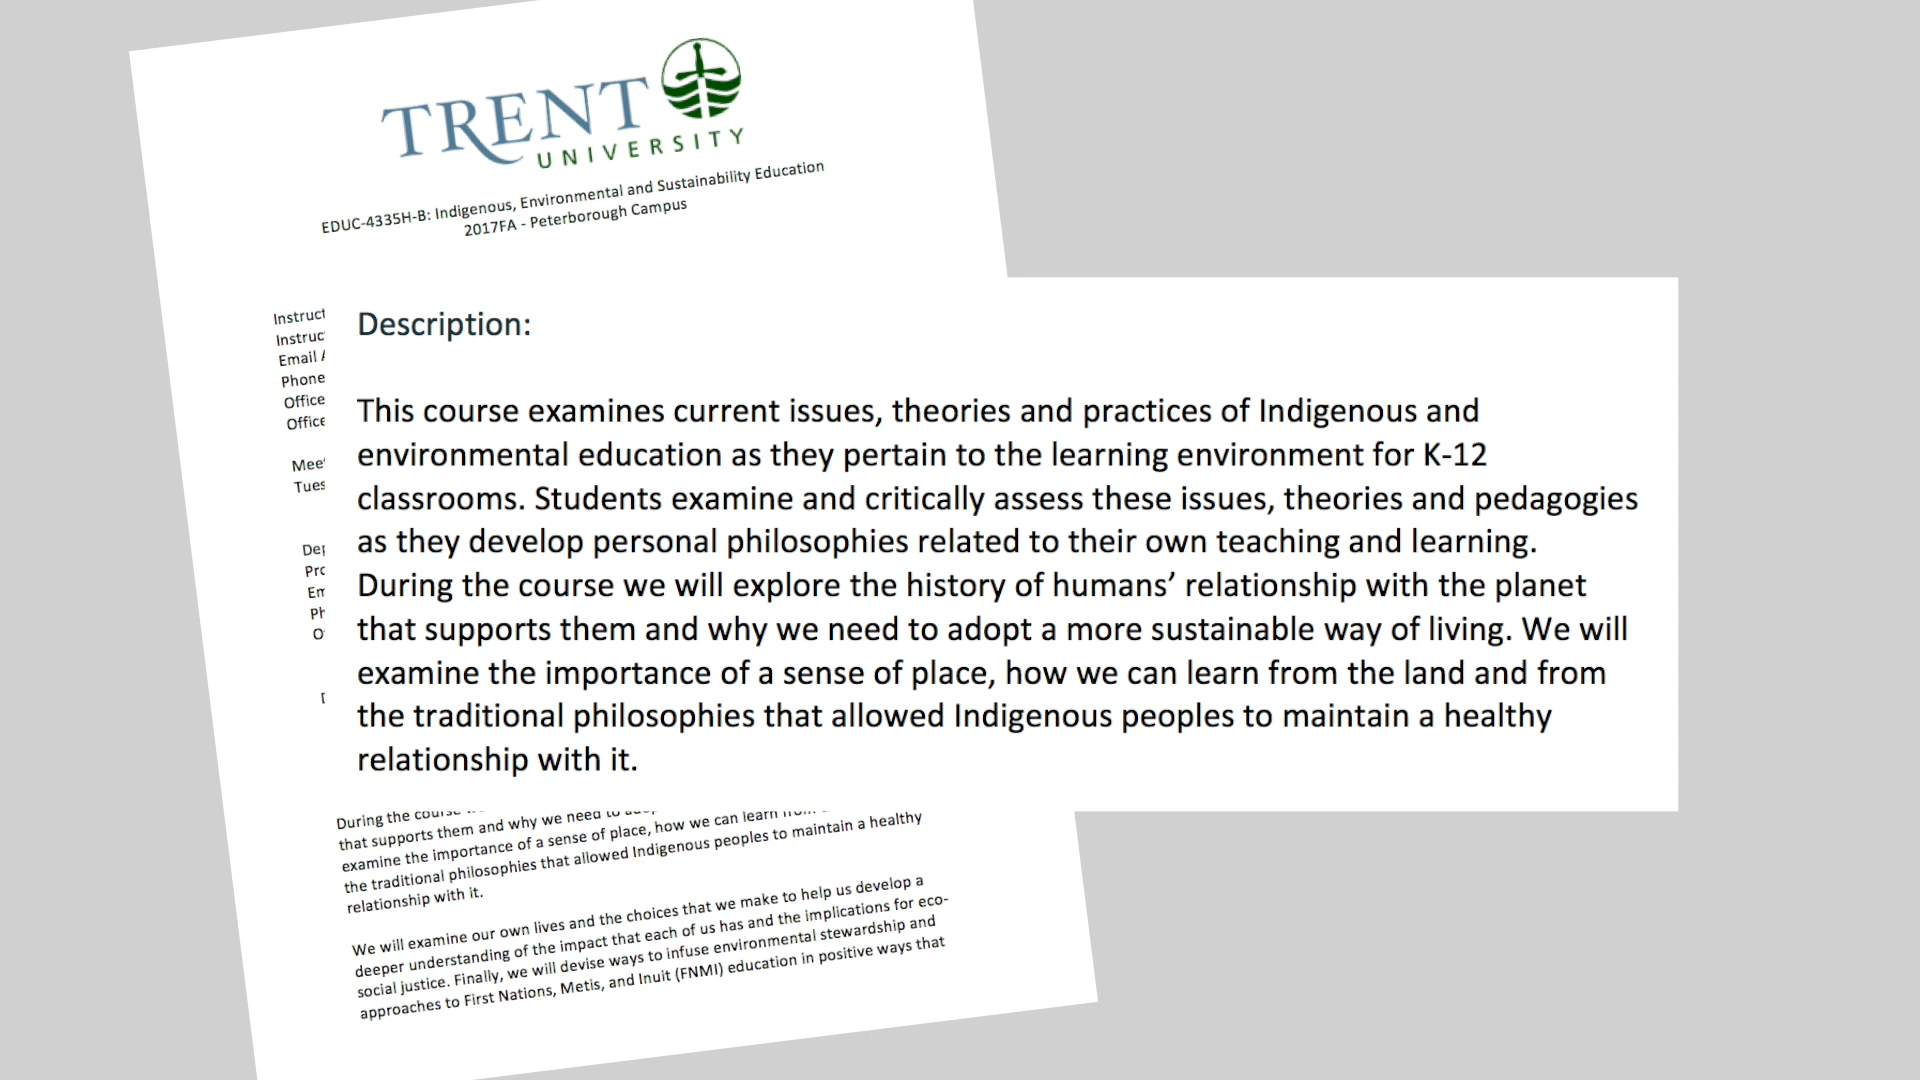 TRENT
UNIVERSITY
EDUC-4335H-B: Indigenous, Environmental and Sustainability Education
2017FA - Peterborough Campus
Email
Phone
Office
Description:
This course examines current issues, theories and practices of Indigenous and
environmental education as they pertain to the learning environment for K-12
classrooms. Students examine and critically assess these issues, theories and pedagogies
as they develop personal philosophies related to their own teaching and learning.
During the course we will explore the history of humans’ relationship with the planet
that supports them and why we need to adopt a more sustainable way of living. We will
examine the importance of a sense of place, how we can learn from the land and from
the traditional philosophies that allowed Indigenous peoples to maintain a healthy
relationship with it.
During the course
that supports them and why we need to
examine the importance of a sense of place, how we can learn
the traditional philosophies that allowed Indigenous peoples to maintain a healthy
relationship with it.
We will examine our own lives and the choices that we make to help us develop a
deeper understanding of the impact that each of us has and the implications for eco-
social justice. Finally, we will devise ways to infuse environmental stewardship and
approaches to First Nations, Metis, and Inuit (FNMI) education in positive ways that